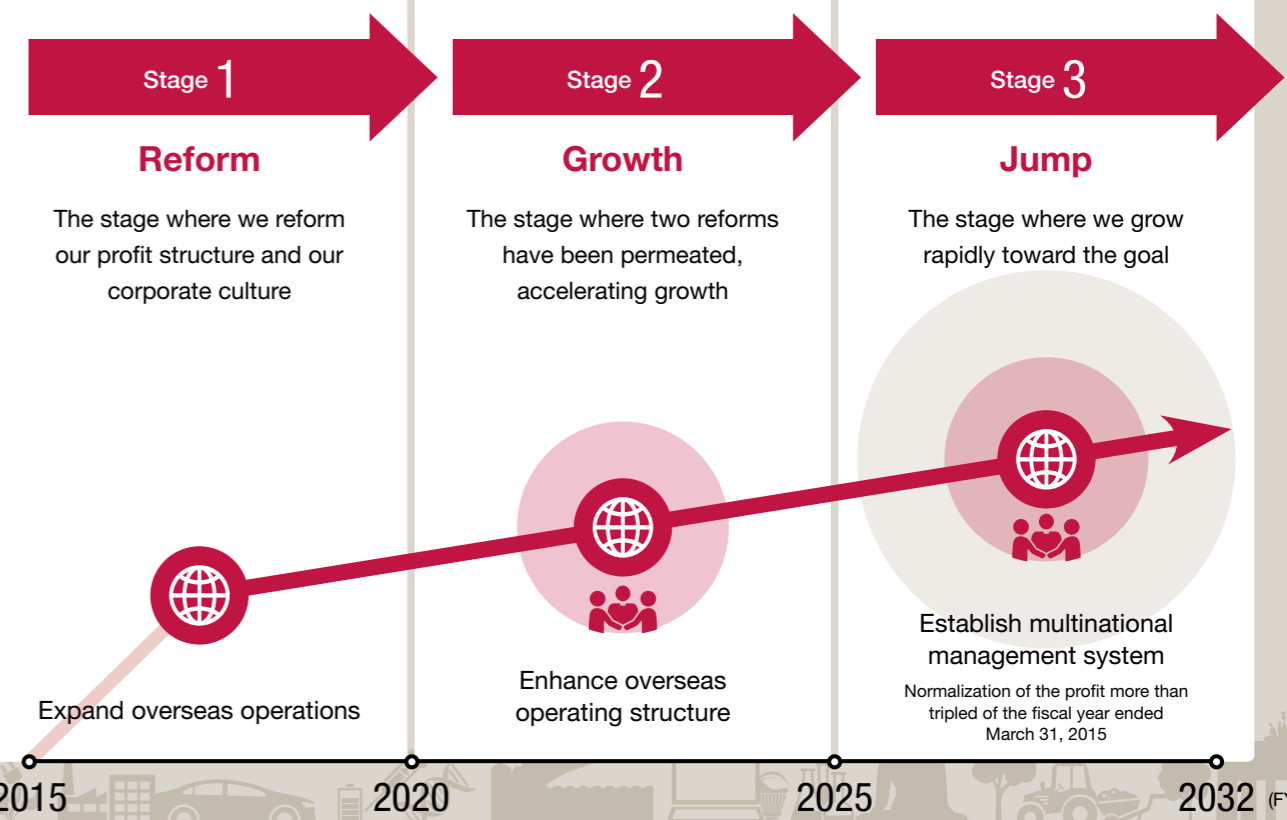 Stage 1
Reform
The stage where we reform
our profit structure and our
corporate culture
Expand overseas operations
Stage 2
Growth
The stage where two reforms
have been permeated,
accelerating growth
Enhance overseas
operating structure
Stage 3
Jump
The stage where we grow
rapidly toward the goal
Establish multinational
management system
Normalization of the profit more than
tripled of the fiscal year ended
March 31, 2015
2015 2020 2025 2032 (FY